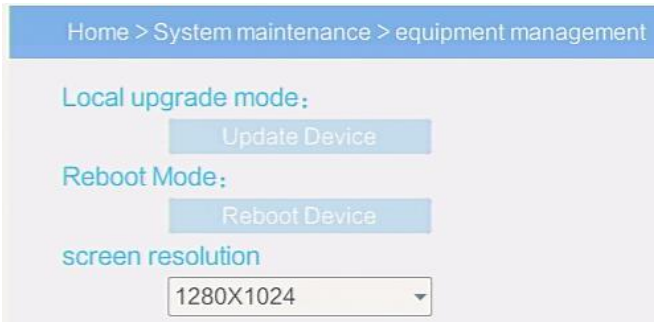 Home > System maintenance > equipment management
Local upgrade mode：
Update Device
Reboot Mode：
Reboot Device
screen resolution
1280X1024